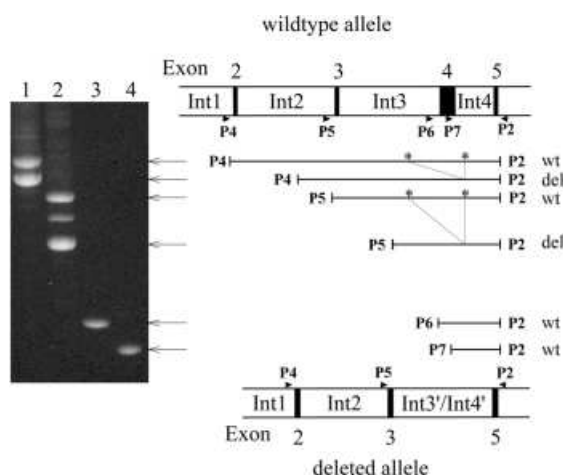 wildtype allele
Exon 2 3 4 5
1 2 3 4
Int1 Int2 Int3 Int4
P4 P5 P6 P7 P2
P4 * * P2 wt
P4 P2 del
P5 * * P2 wt
P5 P2 del
P6 P2 wt
P7 P2 wt
P4 P5 P2
Int1 Int2 Int3'/Int4'
Exon 2 3 5
deleted allele